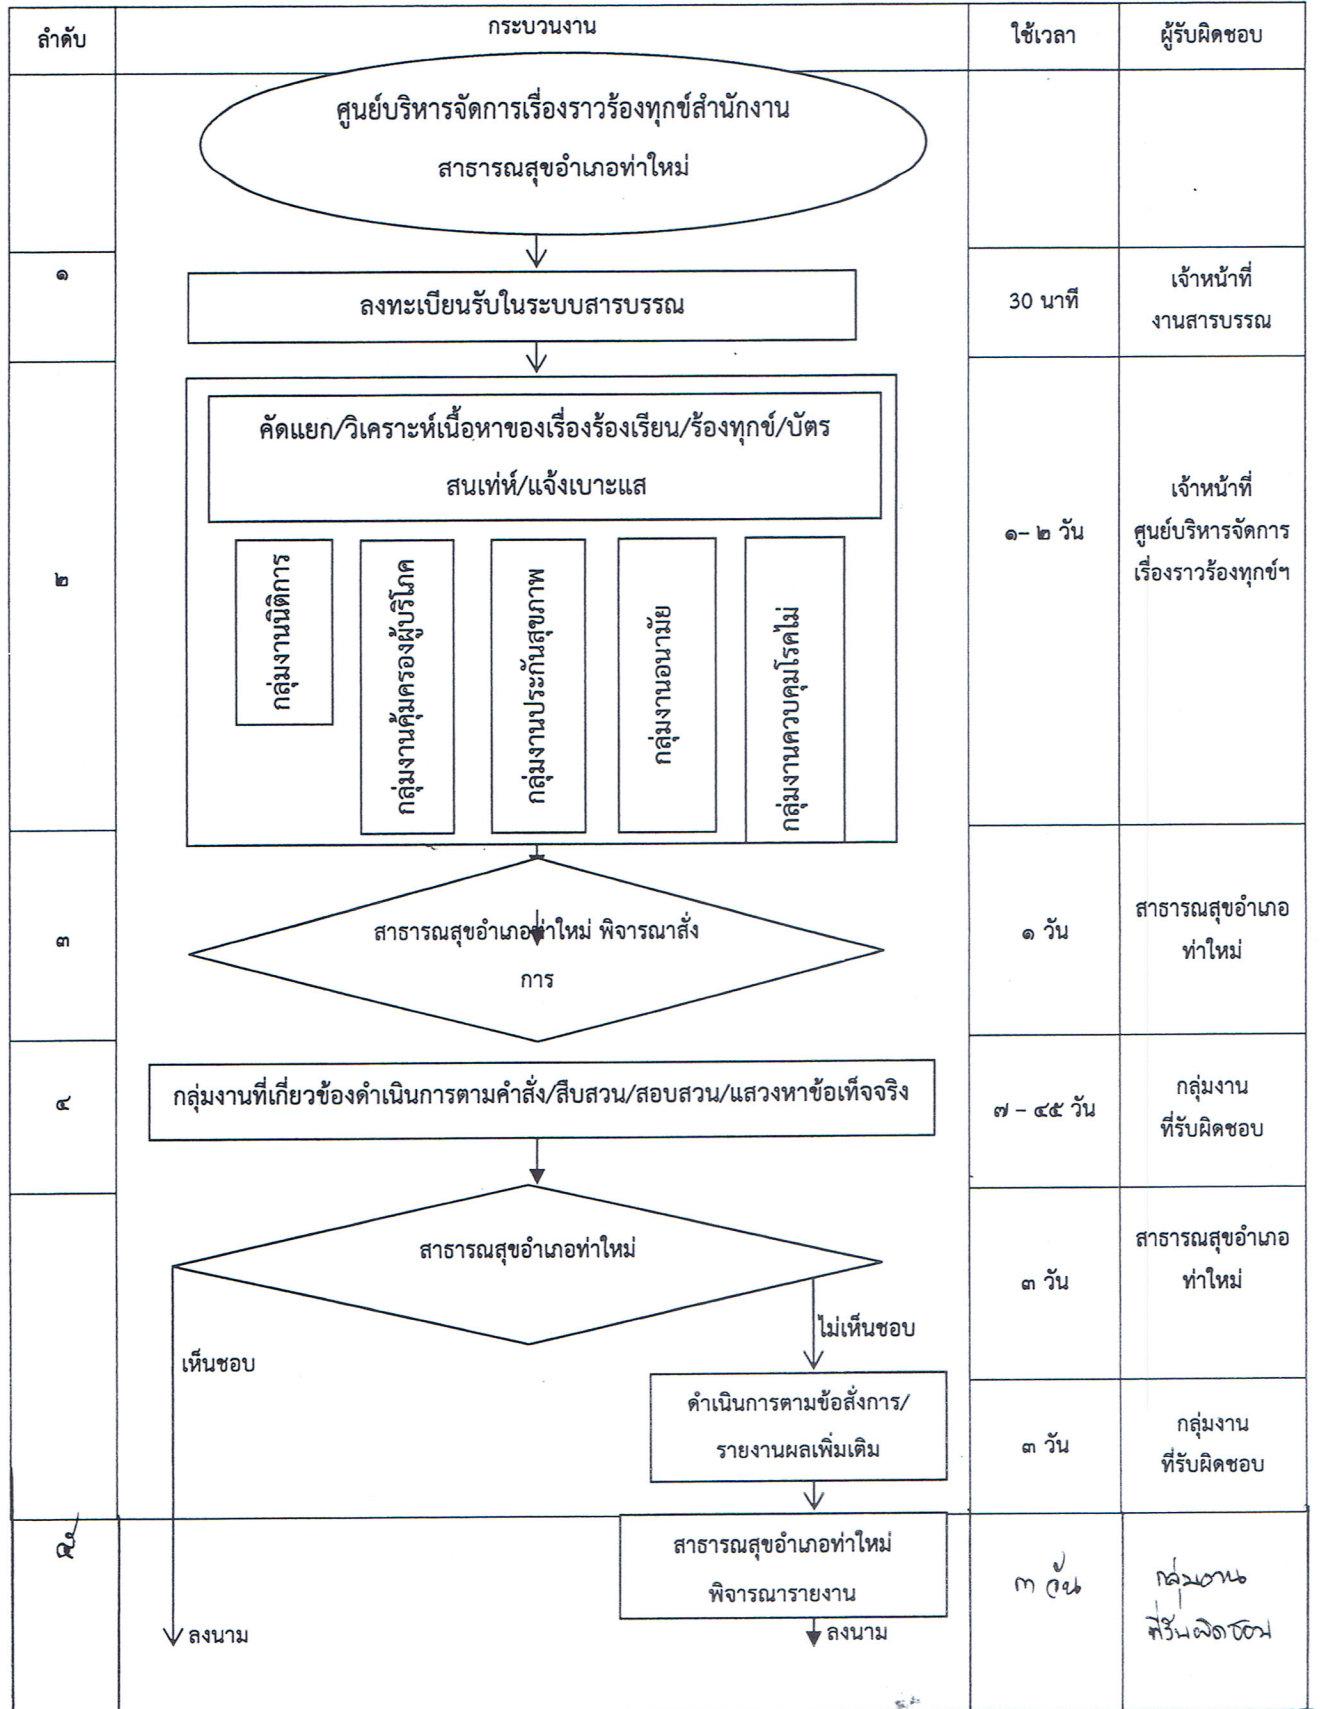 ลำดับ
กระบวนงาน
ใช้เวลา
ผู้รับผิดชอบ
ศูนย์บริหารจัดการเรื่องราวร้องทุกข์สำนักงาน
สาธารณสุขอำเภอท่าใหม่
๑
ลงทะเบียนรับในระบบสารบรรณ
30 นาที
เจ้าหน้าที่
งานสารบรรณ
๒
คัดแยก/วิเคราะห์เนื้อหาของเรื่องร้องเรียน/ร้องทุกข์/บัตร
สนเท่ห์/แจ้งเบาะแส
กลุ่มงานนิติการ
กลุ่มงานคุ้มครองผู้บริโภค
กลุ่มงานประกันสุขภาพ
กลุ่มงานอนามัย
กลุ่มงานควบคุมโรคไม่
๑– ๒ วัน
เจ้าหน้าที่
ศูนย์บริหารจัดการ
เรื่องราวร้องทุกข์ฯ
๓
สาธารณสุขอำเภอท่าใหม่ พิจารณาสั่ง
การ
๑ วัน
สาธารณสุขอำเภอ
ท่าใหม่
๔
กลุ่มงานที่เกี่ยวข้องดำเนินการตามคำสั่ง/สืบสวน/สอบสวน/แสวงหาข้อเท็จจริง
๗ – ๔๕ วัน
กลุ่มงาน
ที่รับผิดชอบ
สาธารณสุขอำเภอท่าใหม่
๓ วัน
สาธารณสุขอำเภอ
ท่าใหม่
ไม่เห็นชอบ
เห็นชอบ
ดำเนินการตามข้อสั่งการ/
รายงานผลเพิ่มเติม
๓ วัน
กลุ่มงาน
ที่รับผิดชอบ
๕
สาธารณสุขอำเภอท่าใหม่
พิจารณารายงาน
๓ วัน
กลุ่มงาน
ที่รับผิดชอบ
ลงนาม
ลงนาม